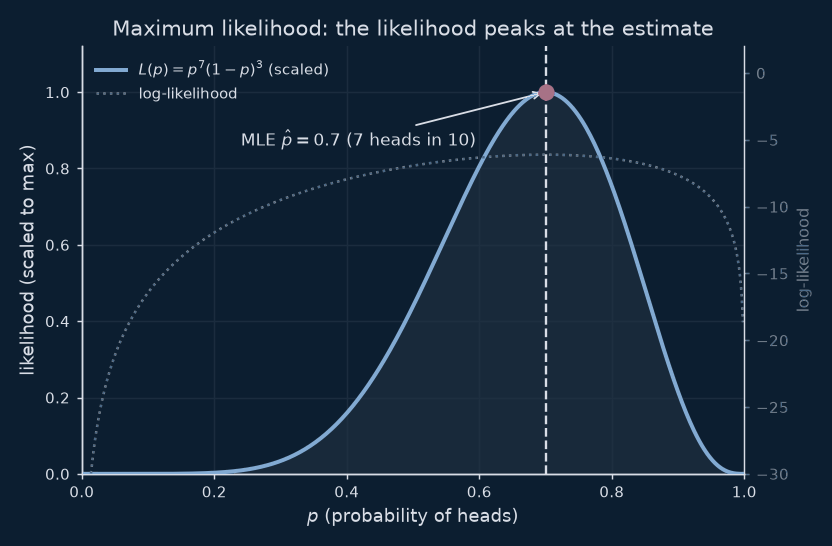 Maximum likelihood: the likelihood peaks at the estimate
L(p) = p⁷(1 − p)³ (scaled)
log-likelihood
MLE p̂ = 0.7 (7 heads in 10)
likelihood (scaled to max)
1.0
0.8
0.6
0.4
0.2
0.0
0.0 0.2 0.4 0.6 0.8 1.0
p (probability of heads)
0
−5
−10
−15
−20
−25
−30
log-likelihood